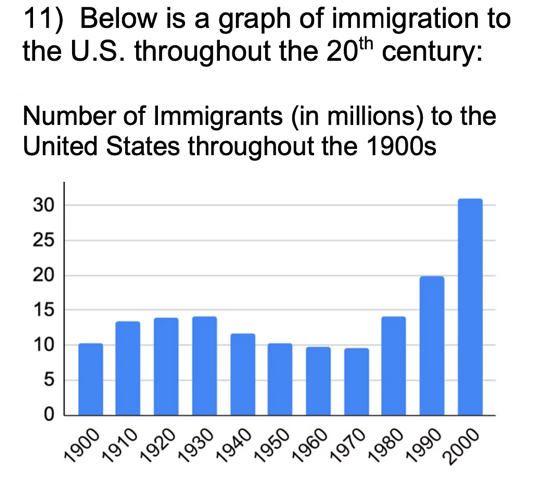 11) Below is a graph of immigration to
the U.S. throughout the 20th century:
Number of Immigrants (in millions) to the
United States throughout the 1900s
30
25
20
15
10
5
0
1900 1910 1920 1930 1940 1950 1960 1970 1980 1990 2000